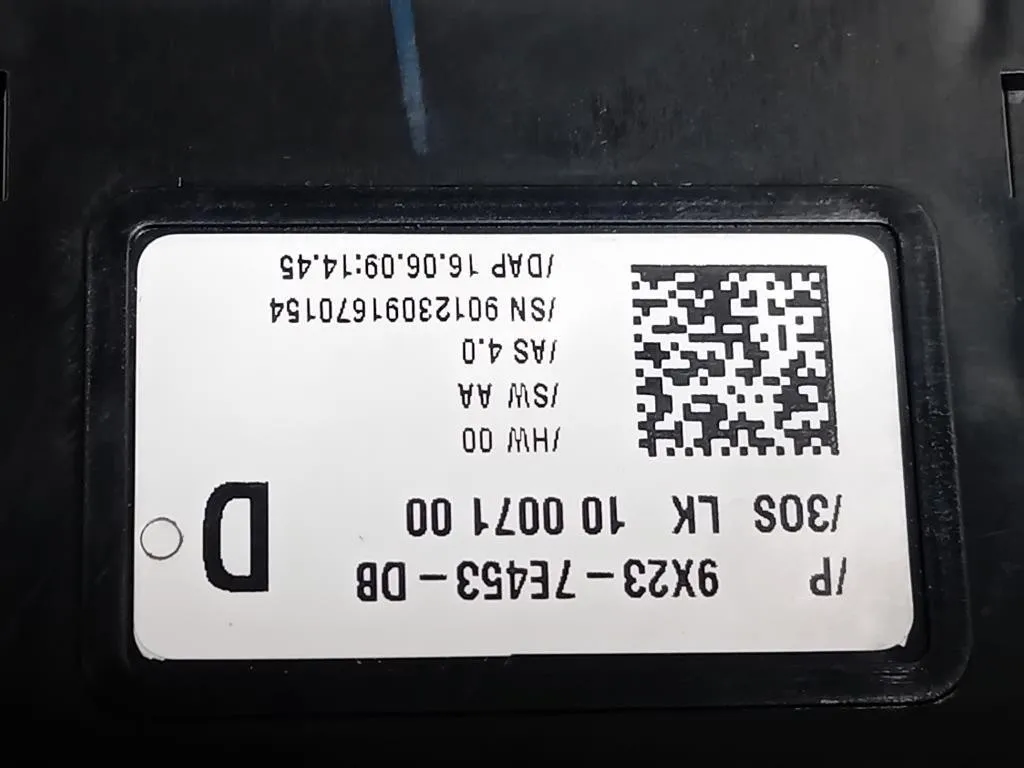 /P 9X23-7E453-DB
/3OS LK 10 0071 00
D
/HW 00
/SW AA
/AS 4.0
/SN 90123091670154
/DAP 16.06.09:14.45